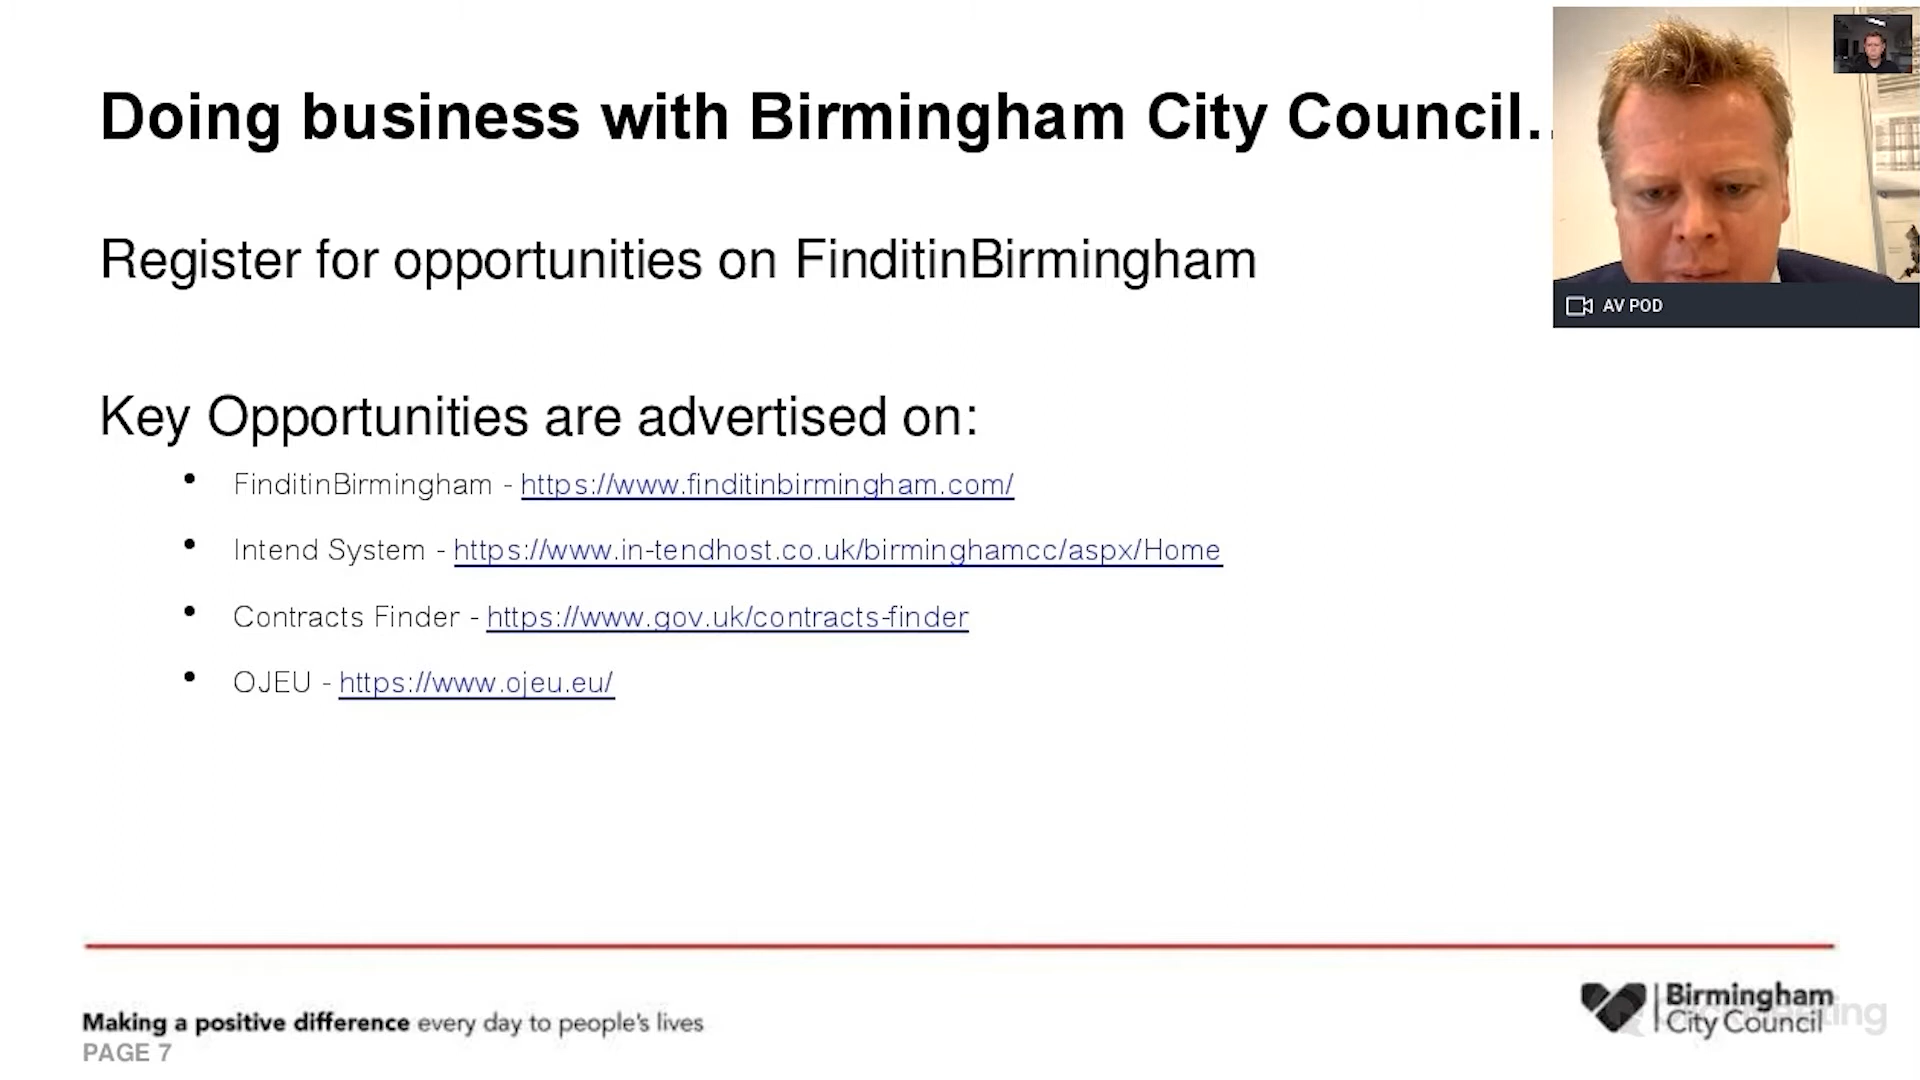 Doing business with Birmingham City Council..
Register for opportunities on FinditinBirmingham
AV POD
Key Opportunities are advertised on:
• FinditinBirmingham - https://www.finditinbirmingham.com/
• Intend System - https://www.in-tendhost.co.uk/birminghamcc/aspx/Home
• Contracts Finder - https://www.gov.uk/contracts-finder
• OJEU - https://www.ojeu.eu/
Making a positive difference every day to people's lives
PAGE 7
Birmingham
City Council